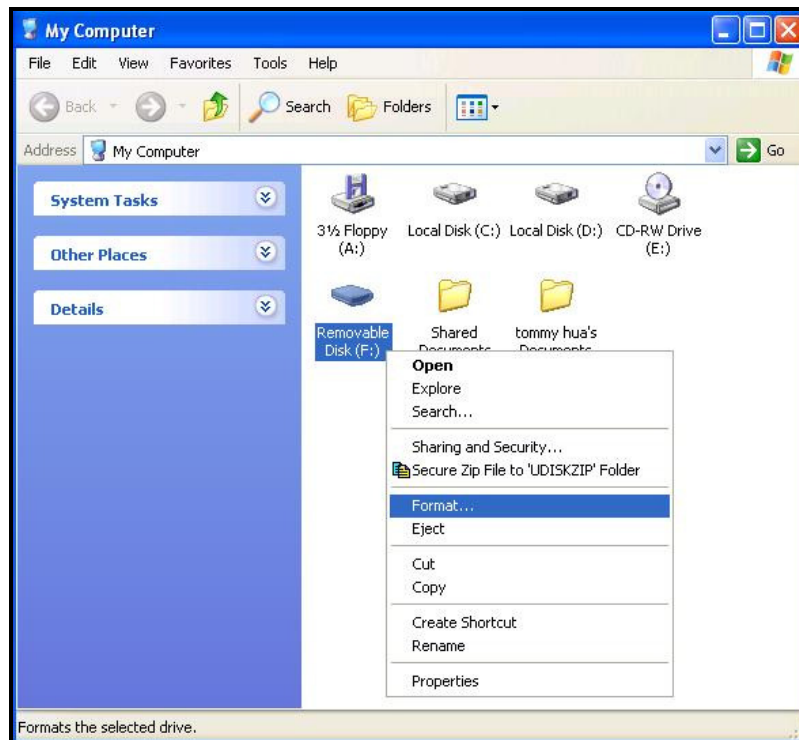 My Computer
File Edit View Favorites Tools Help
Back Search Folders
Address My Computer Go
System Tasks
Other Places
Details
3½ Floppy (A:)
Local Disk (C:)
Local Disk (D:)
CD-RW Drive (E:)
Removable Disk (F:)
Shared Documents
tommy hua's Documents
Open
Explore
Search...
Sharing and Security...
Secure Zip File to 'UDISKZIP' Folder
Format...
Eject
Cut
Copy
Create Shortcut
Rename
Properties
Formats the selected drive.